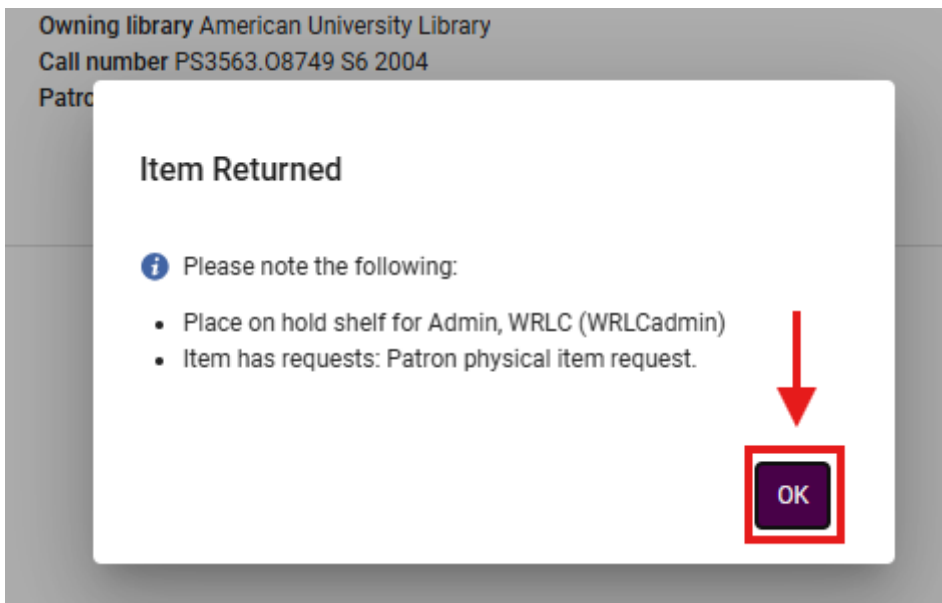 Owning library American University Library
Call number PS3563.O8749 S6 2004
Item Returned
Please note the following:
• Place on hold shelf for Admin, WRLC (WRLCadmin)
• Item has requests: Patron physical item request.
OK